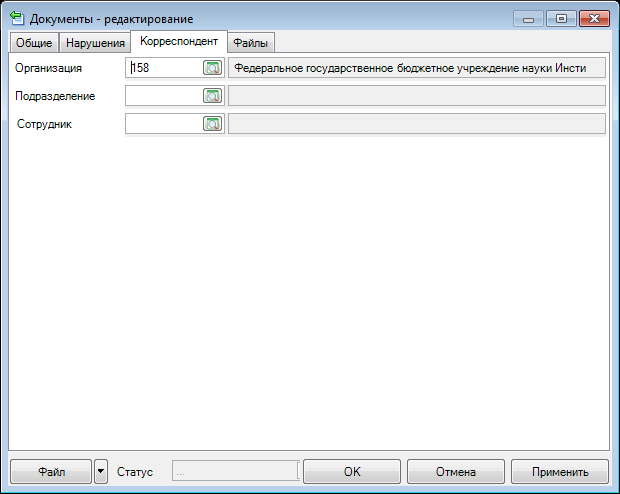 Документы - редактирование
Общие Нарушения Корреспондент Файлы
Организация 158 Федеральное государственное бюджетное учреждение науки Инсти
Подразделение
Сотрудник
Файл Статус ... OK Отмена Применить